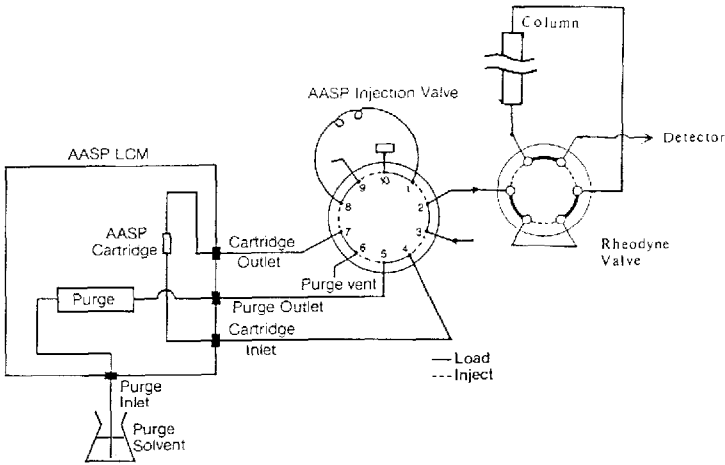 Column
AASP Injection Valve
Detector
AASP LCM
10
9
1
8
2
7
3
6
5
4
AASP
Cartridge
Cartridge
Outlet
Rheodyne
Valve
Purge vent
Purge
Purge Outlet
Cartridge
Inlet
Load
Inject
Purge
Inlet
Purge
Solvent